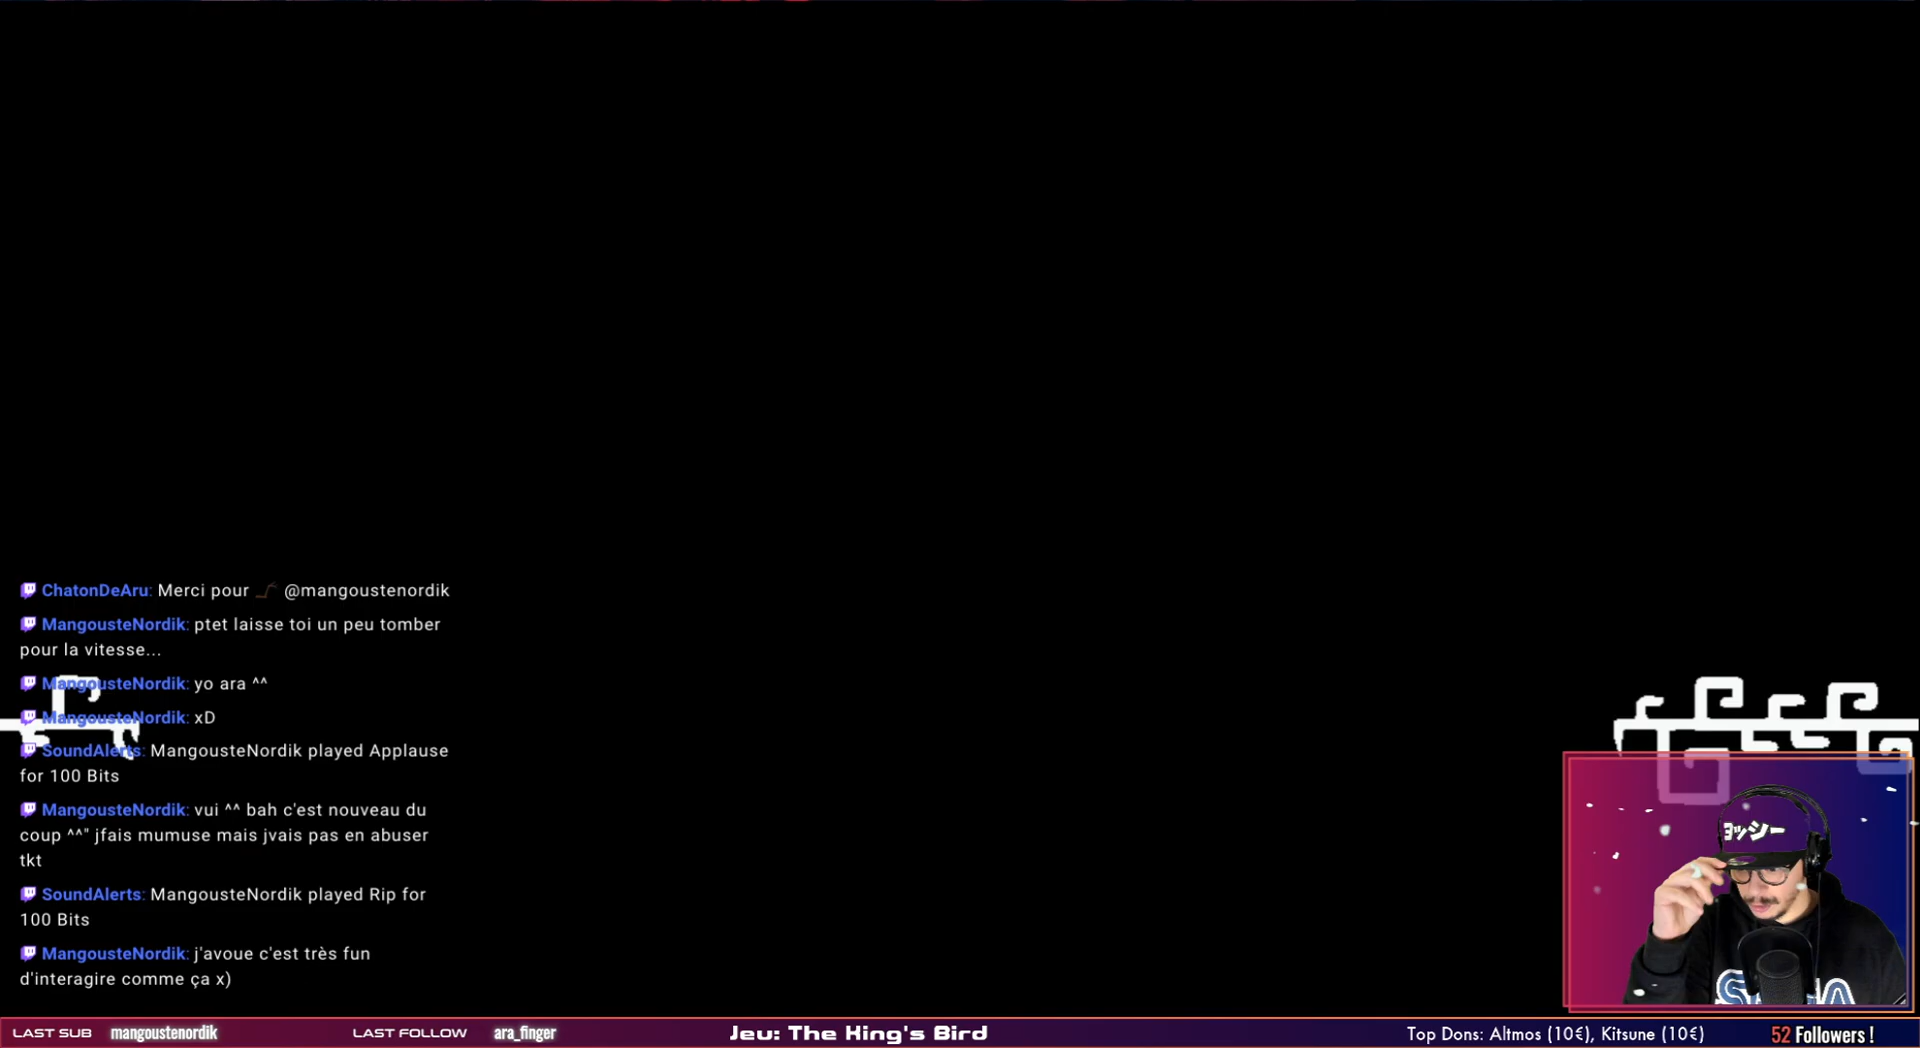 ChatonDeAru: Merci pour @mangoustenordik
MangousteNordik: ptet laisse toi un peu tomber
pour la vitesse...
MangousteNordik: yo ara ^^
MangousteNordik: xD
SoundAlerts: MangousteNordik played Applause
for 100 Bits
MangousteNordik: vui ^^ bah c'est nouveau du
coup ^^" jfais mumuse mais jvais pas en abuser
tkt
SoundAlerts: MangousteNordik played Rip for
100 Bits
MangousteNordik: j'avoue c'est très fun
d'interagire comme ça x)
ヨッシー
SEGA
LAST SUB mangoustenordik LAST FOLLOW ara_finger Jeu: The King's Bird Top Dons: Altmos (10€), Kitsune (10€) 52 Followers !